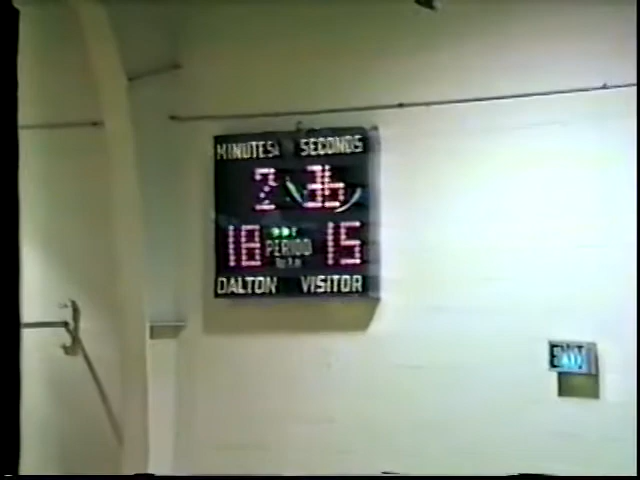 MINUTES SECONDS
2 36
18 PERIOD 15
DALTON VISITOR
EXIT